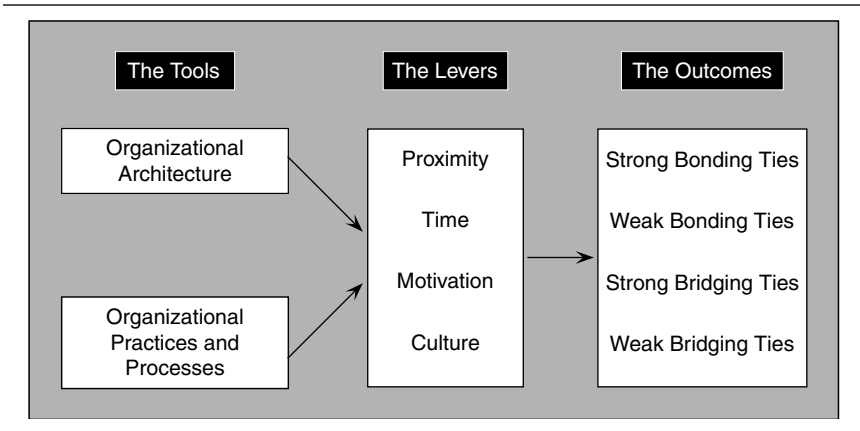 The Tools
The Levers
The Outcomes
Organizational
Architecture
Organizational
Practices and
Processes
Proximity
Time
Motivation
Culture
Strong Bonding Ties
Weak Bonding Ties
Strong Bridging Ties
Weak Bridging Ties